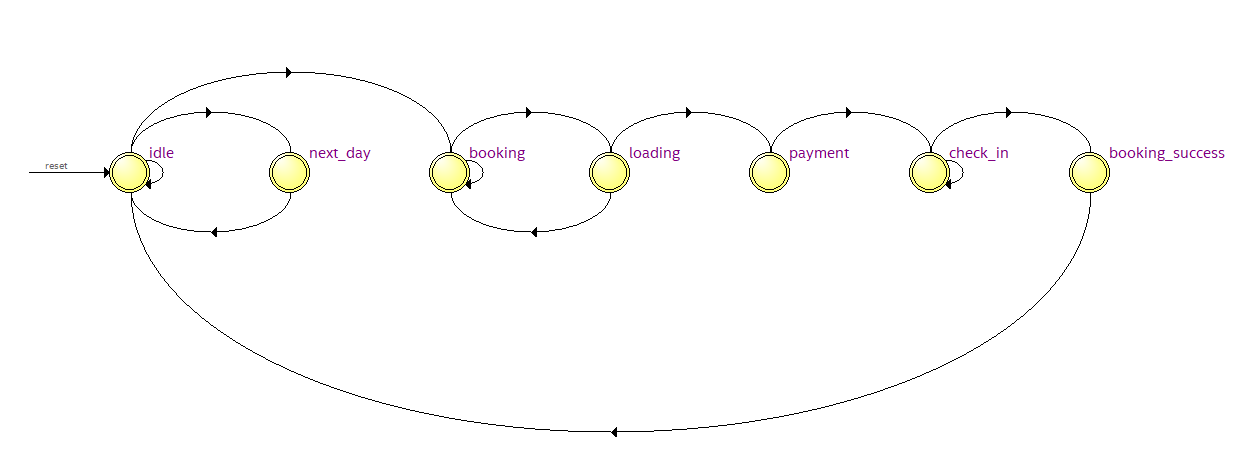 reset
idle
next_day
booking
loading
payment
check_in
booking_success